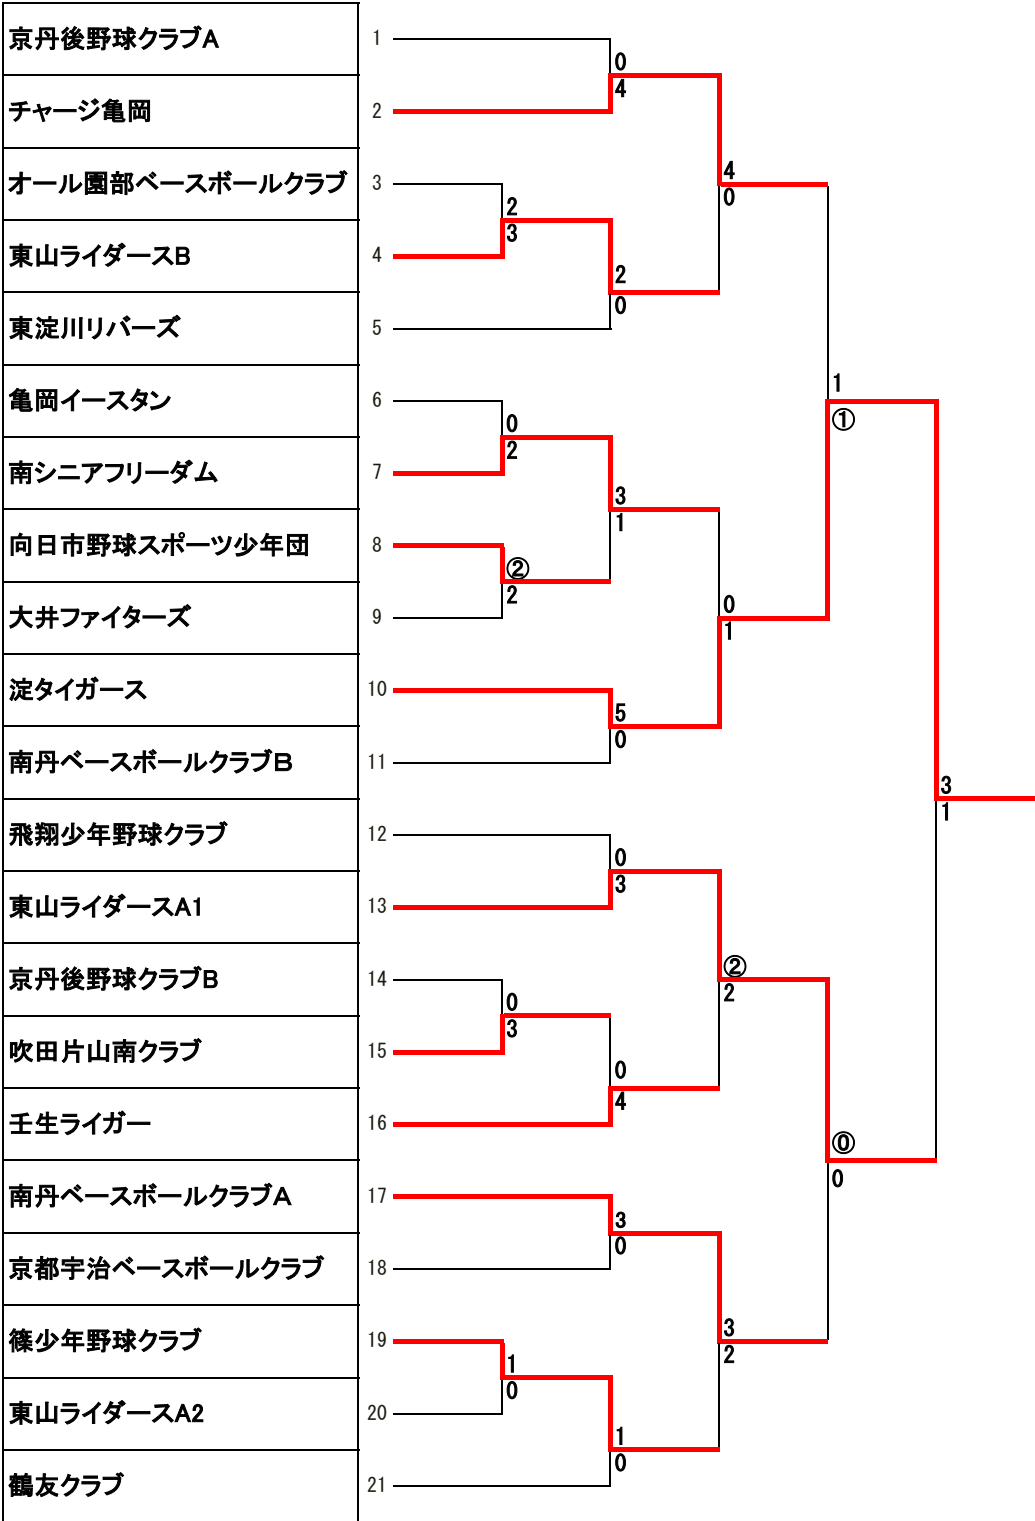 京丹後野球クラブA 1
0
4
チャージ亀岡 2
4
0
オール園部ベースボールクラブ 3
2
3
東山ライダースB 4
2
0
東淀川リバーズ 5
1
①
亀岡イースタン 6
0
2
南シニアフリーダム 7
3
1
向日市野球スポーツ少年団 8
②
2
大井ファイターズ 9
0
1
淀タイガース 10
5
0
南丹ベースボールクラブB 11
3
1
飛翔少年野球クラブ 12
0
3
東山ライダースA1 13
②
2
京丹後野球クラブB 14
0
3
吹田片山南クラブ 15
0
4
壬生ライガー 16
⓪
0
南丹ベースボールクラブA 17
3
0
京都宇治ベースボールクラブ 18
3
2
篠少年野球クラブ 19
1
0
東山ライダースA2 20
1
0
鶴友クラブ 21